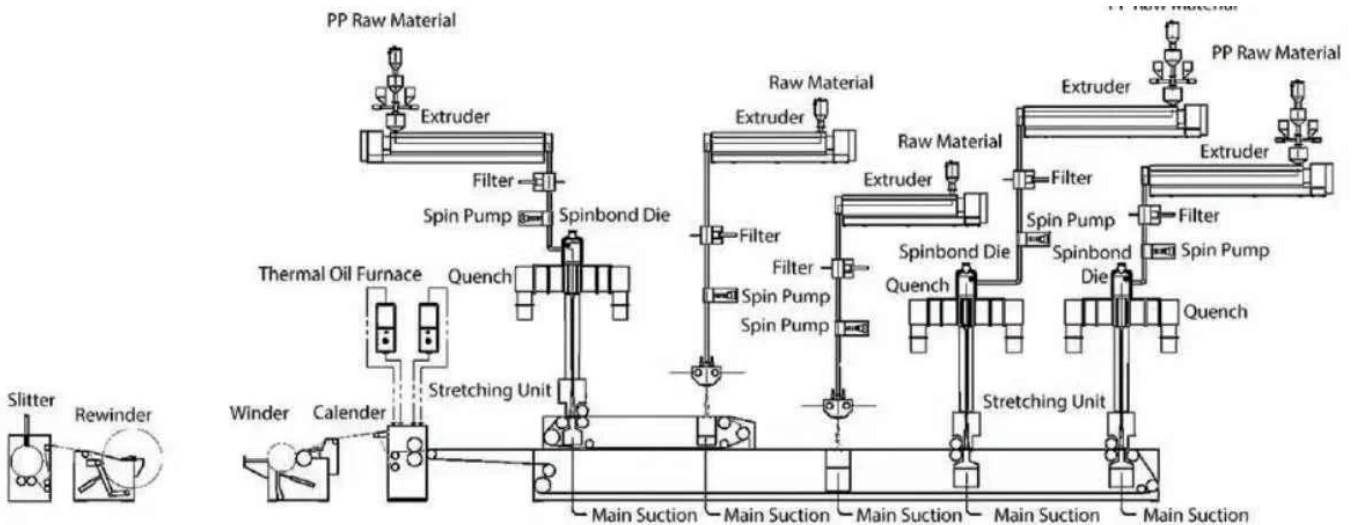 PP Raw Material
PP Raw Material
PP Raw Material
Raw Material
Extruder
Extruder
Extruder
Raw Material
Extruder
Extruder
Filter
Filter
Filter
Filter
Filter
Spin Pump
Spinbond Die
Spin Pump
Spinbond Die
Spinbond
Die
Spin Pump
Thermal Oil Furnace
Quench
Quench
Quench
Spin Pump
Spin Pump
Stretching Unit
Stretching Unit
Slitter
Rewinder
Winder
Calender
Main Suction
Main Suction
Main Suction
Main Suction
Main Suction